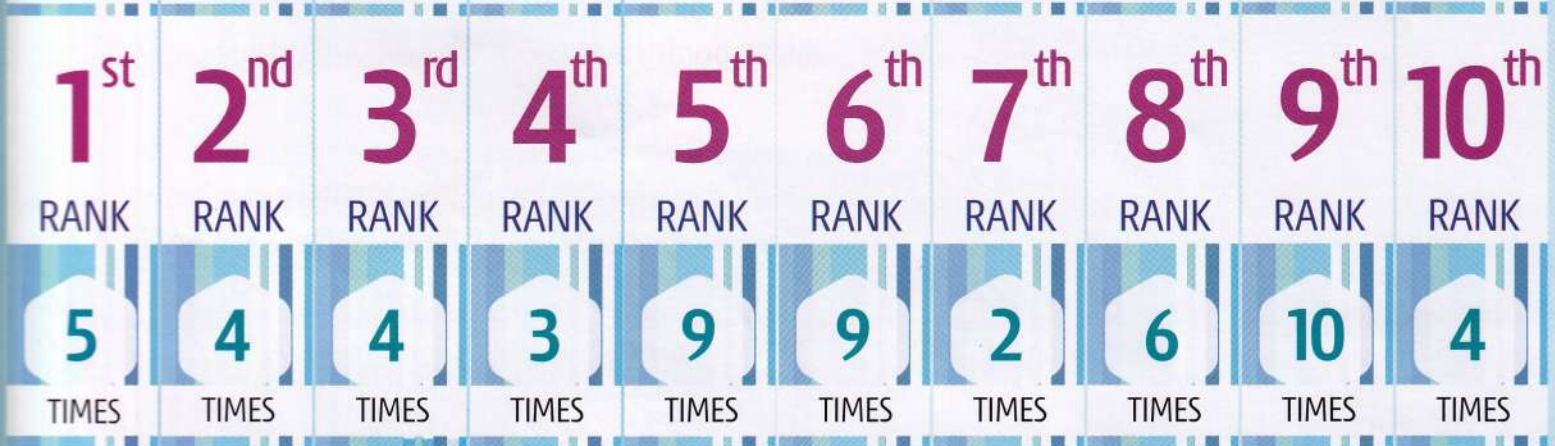 1st 2nd 3rd 4th 5th 6th 7th 8th 9th 10th
RANK RANK RANK RANK RANK RANK RANK RANK RANK RANK
5 4 4 3 9 9 2 6 10 4
TIMES TIMES TIMES TIMES TIMES TIMES TIMES TIMES TIMES TIMES